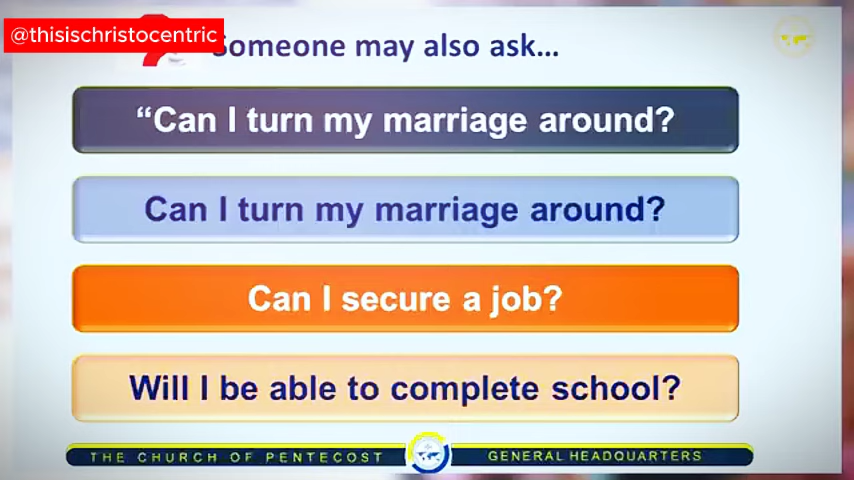 @thisischristocentric
Someone may also ask...
“Can I turn my marriage around?
Can I turn my marriage around?
Can I secure a job?
Will I be able to complete school?
THE CHURCH OF PENTECOST
GENERAL HEADQUARTERS